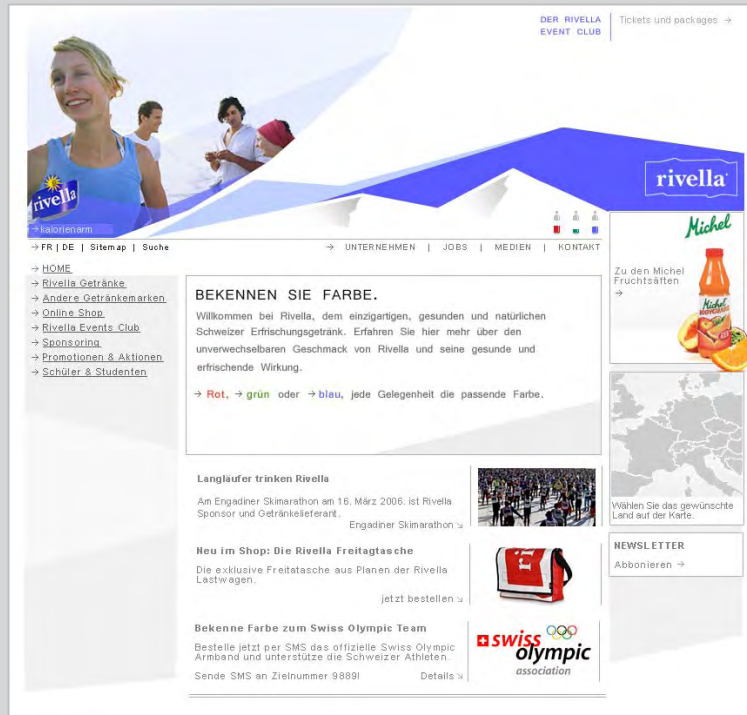 DER RIVELLA
EVENT CLUB
Tickets und packages →
rivella
→kalorienarm
rivella
→FR | DE | Sitemap | Suche
→ UNTERNEHMEN | JOBS | MEDIEN | KONTAKT
→ HOME
→ Rivella Getränke
→ Andere Getränkemarken
→ Online Shop
→ Rivella Events Club
→ Sponsoring
→ Promotionen & Aktionen
→ Schüler & Studenten
BEKENNEN SIE FARBE.
Willkommen bei Rivella, dem einzigartigen, gesunden und natürlichen
Schweizer Erfrischungsgetränk. Erfahren Sie hier mehr über den
unverwechselbaren Geschmack von Rivella und seine gesunde und
erfrischende Wirkung.
→ Rot, → grün oder → blau, jede Gelegenheit die passende Farbe.
Langläufer trinken Rivella
Am Engadiner Skimarathon am 16. März 2006. ist Rivella
Sponsor und Getränkelieferant.
Engadiner Skimarathon ↘
Neu im Shop: Die Rivella Freitagtasche
Die exklusive Freitatasche aus Planen der Rivella
Lastwagen.
jetzt bestellen ↘
ri
Bekenne Farbe zum Swiss Olympic Team
Bestelle jetzt per SMS das offizielle Swiss Olympic
Armband und unterstütze die Schweizer Athleten.
Sende SMS an Zielnummer 9889!
Details ↘
swiss
olympic
association
Michel
Zu den Michel
Fruchtsäften
→
Michel
Wählen Sie das gewünschte
Land auf der Karte.
NEWSLETTER
Abbonieren →